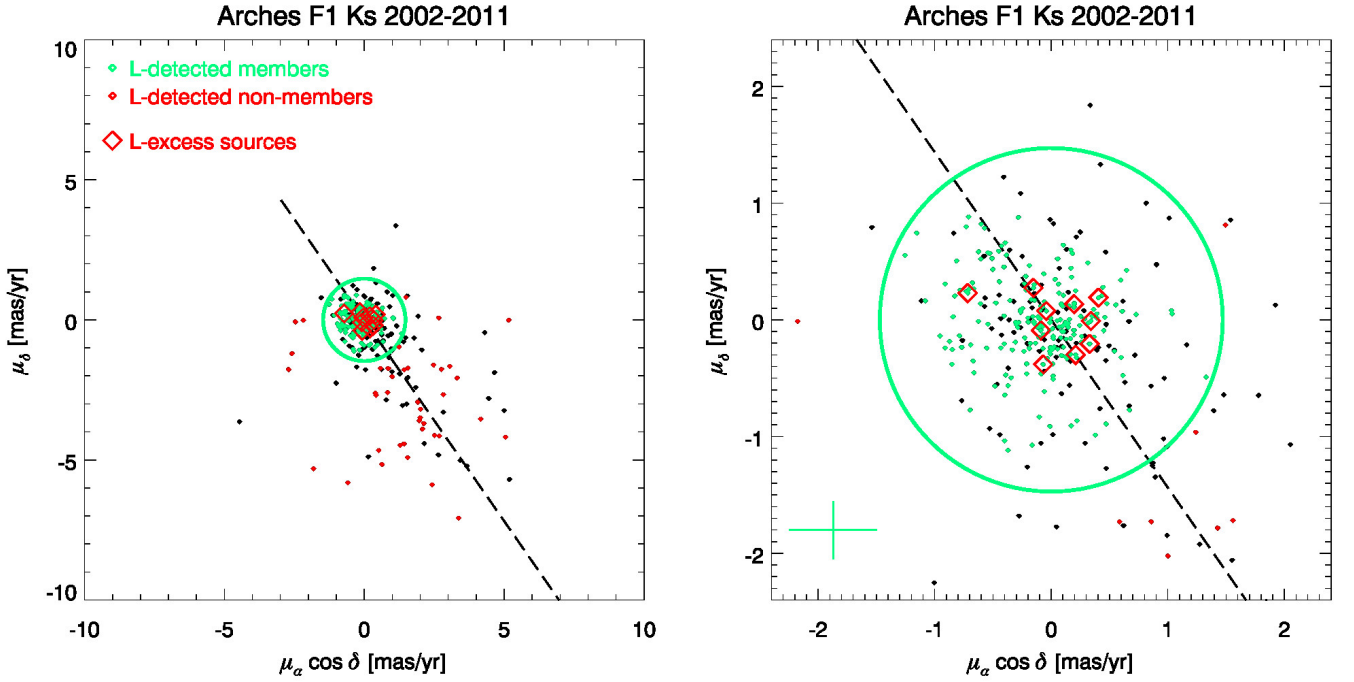 Arches F1 Ks 2002-2011
10
5
0
-5
-10
μδ [mas/yr]
L-detected members
L-detected non-members
L-excess sources
-10 -5 0 5 10
μα cos δ [mas/yr]
Arches F1 Ks 2002-2011
2
1
0
-1
-2
μδ [mas/yr]
-2 -1 0 1 2
μα cos δ [mas/yr]